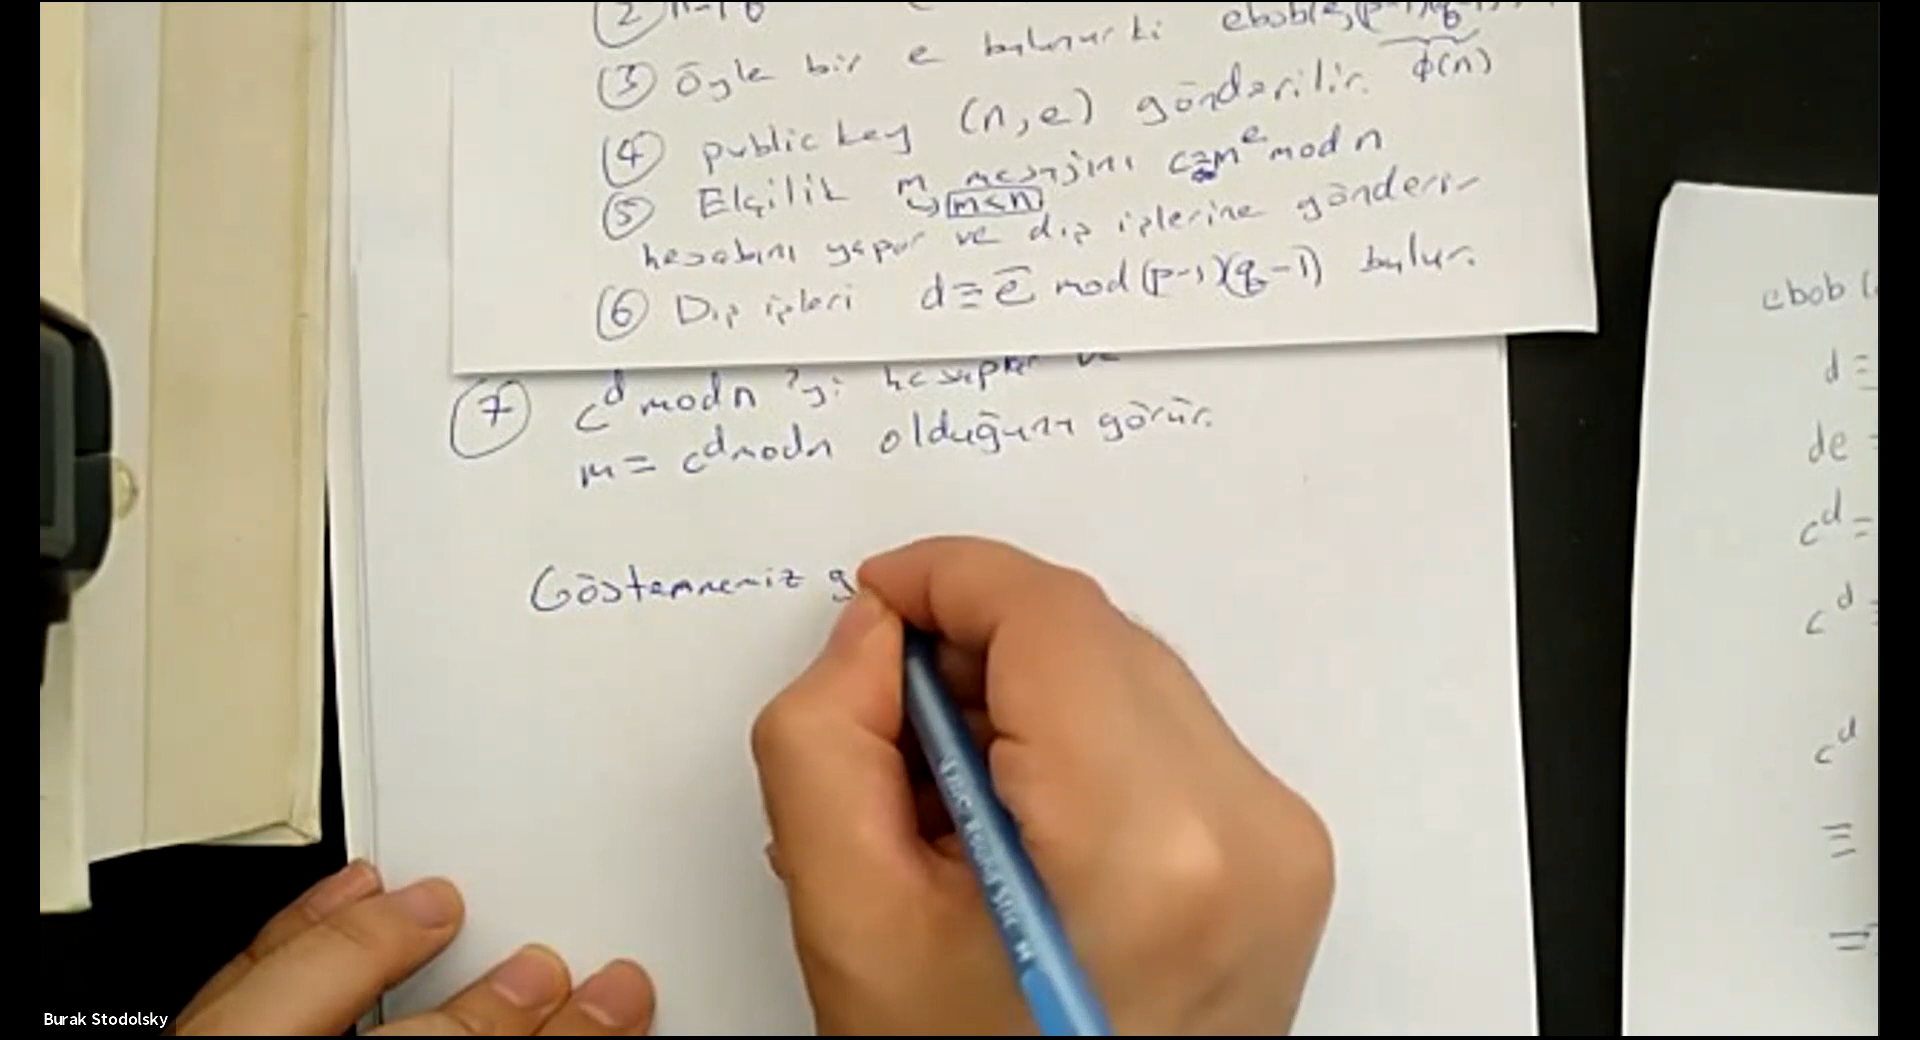 ②
③ Öyle bir e bulunur ki ebob(e,(p-1)(q-1))
ϕ(n)
④ public key (n,e) gönderilir.
⑤ Elçilik m mesajını c≡m^e mod n
↳ m<n
hesabını yapar ve dış işlerine gönderir
⑥ Dış işleri d≡ē mod (p-1)(q-1) bulur.
⑦ c^d mod n 'yi hesaplar ve
m = c^d mod n olduğunu görür.
Göstermemiz g
ebob (
d =
de =
c^d =
c^d =
c^d
=
=
Burak Stodolsky